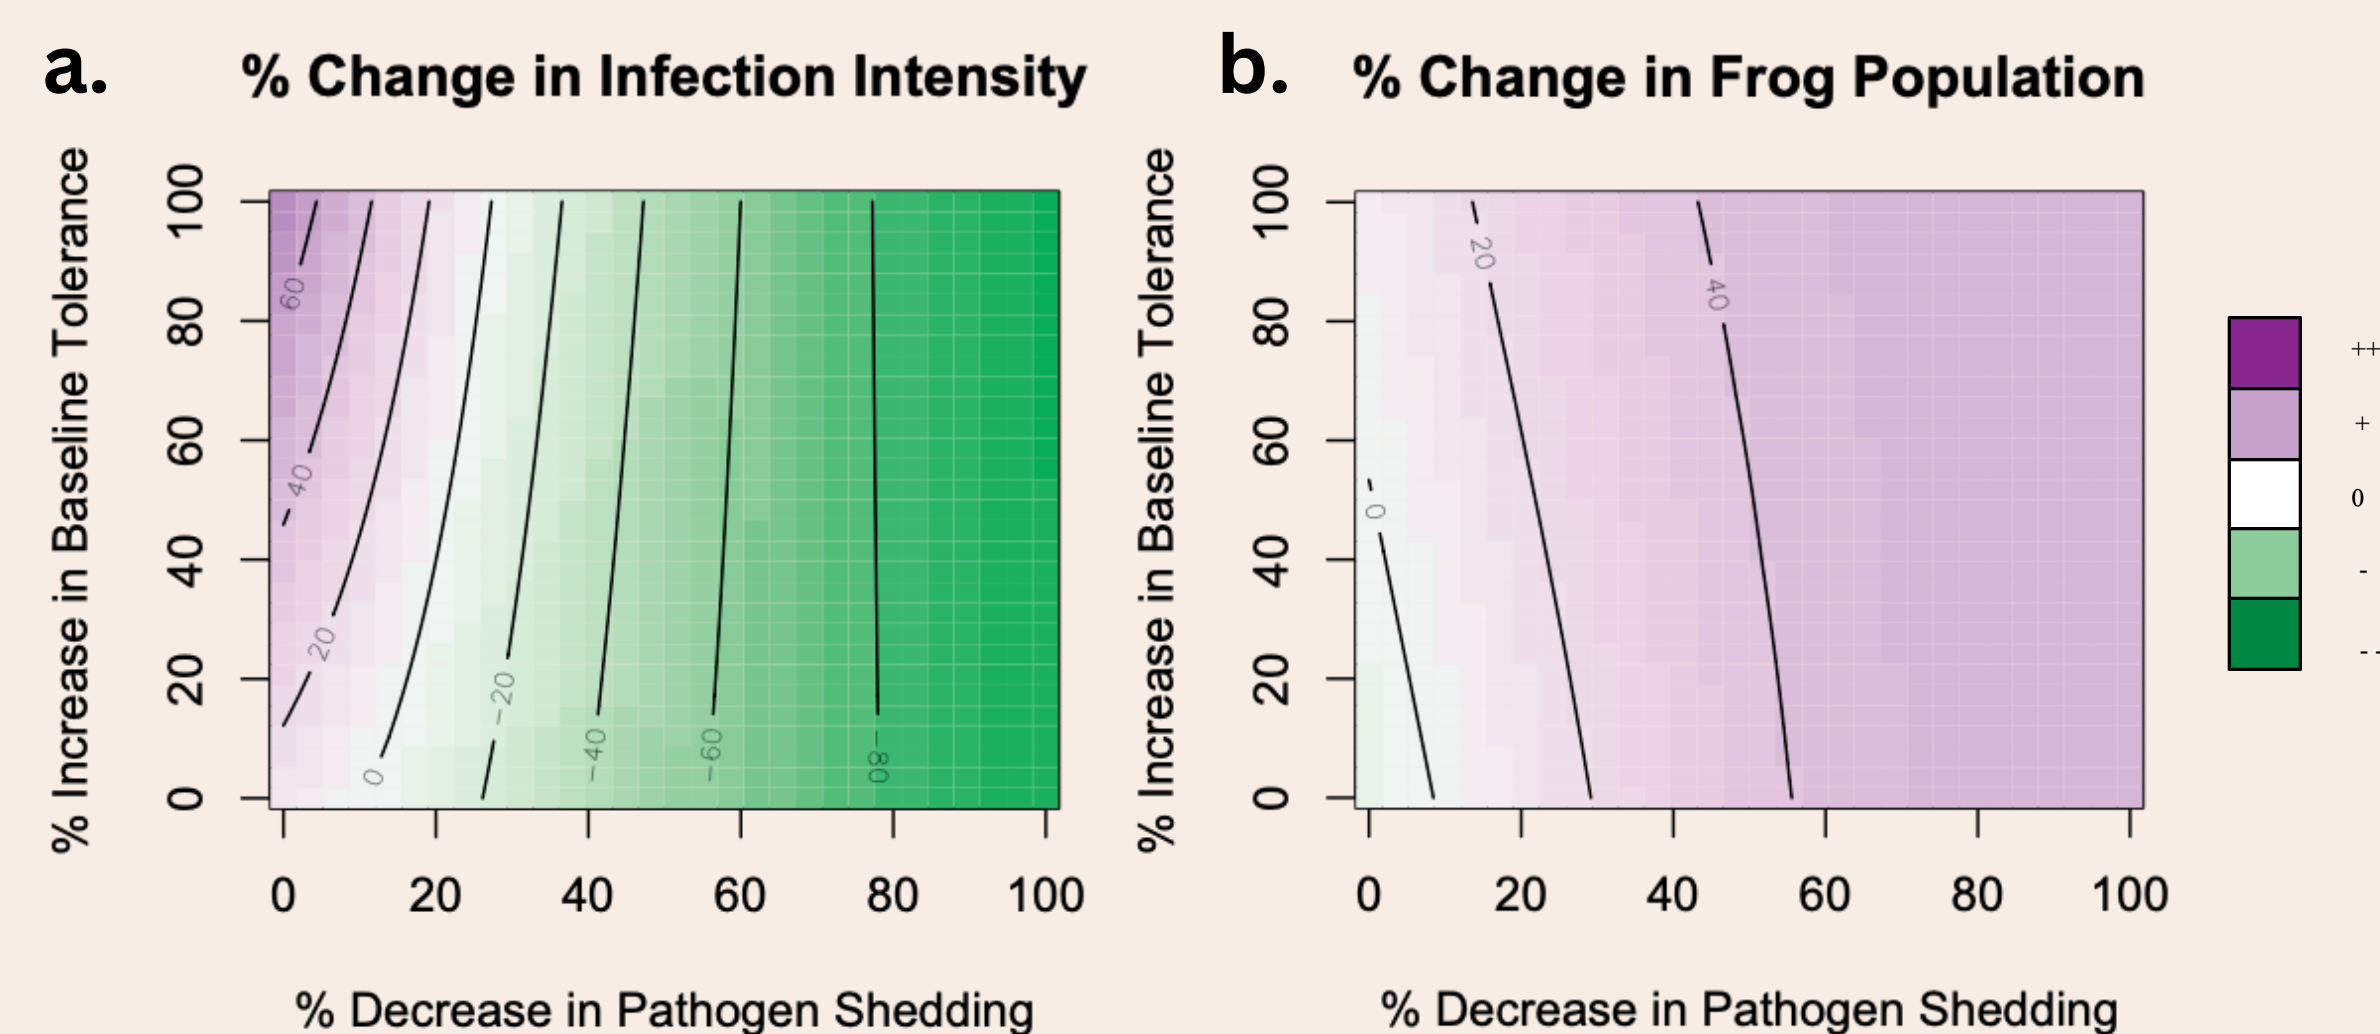 a.
% Change in Infection Intensity
% Increase in Baseline Tolerance
100
80
60
40
20
0
60
40
20
0
−20
−40
−60
−80
0 20 40 60 80 100
% Decrease in Pathogen Shedding
b.
% Change in Frog Population
% Increase in Baseline Tolerance
100
80
60
40
20
0
20
40
0
0 20 40 60 80 100
% Decrease in Pathogen Shedding
++
+
0
-
--